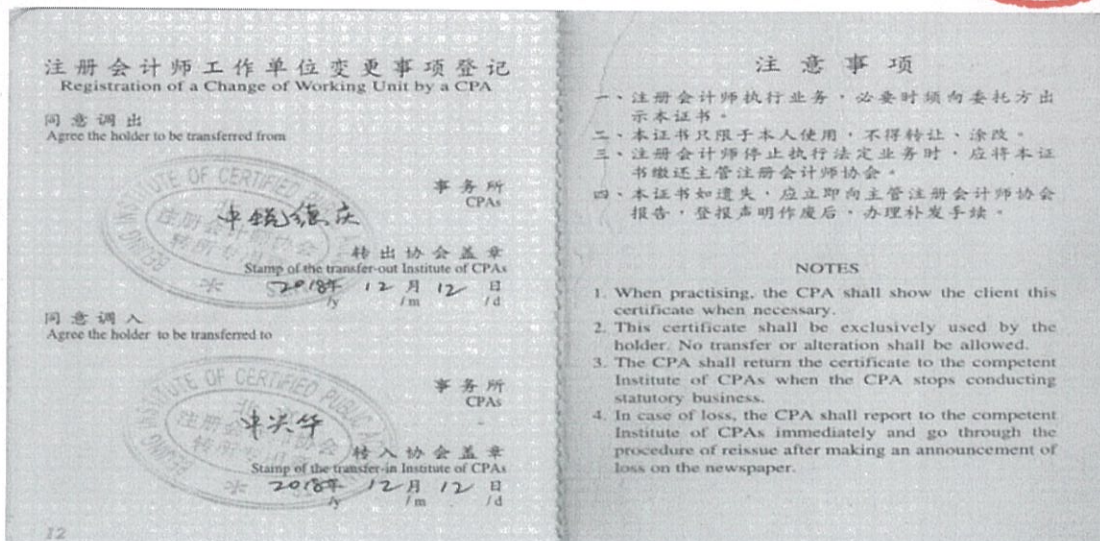 注册会计师工作单位变更事项登记
Registration of a Change of Working Unit by a CPA
同意调出
Agree the holder to be transferred from
事务所
CPAs
中锐德庆
转出协会盖章
Stamp of the transfer-out Institute of CPAs
2018年 12月 12日
/y /m /d
同意调入
Agree the holder to be transferred to
事务所
CPAs
中兴华
转入协会盖章
Stamp of the transfer-in Institute of CPAs
2018年 12月 12日
/y /m /d
12
注意事项
一、注册会计师执行业务，必要时须向委托方出
示本证书。
二、本证书只限于本人使用，不得转让、涂改。
三、注册会计师停止执行法定业务时，应将本证
书缴还主管注册会计师协会。
四、本证书如遗失，应立即向主管注册会计师协会
报告，登报声明作废后，办理补发手续。
NOTES
1. When practising, the CPA shall show the client this
certificate when necessary.
2. This certificate shall be exclusively used by the
holder. No transfer or alteration shall be allowed.
3. The CPA shall return the certificate to the competent
Institute of CPAs when the CPA stops conducting
statutory business.
4. In case of loss, the CPA shall report to the competent
Institute of CPAs immediately and go through the
procedure of reissue after making an announcement of
loss on the newspaper.